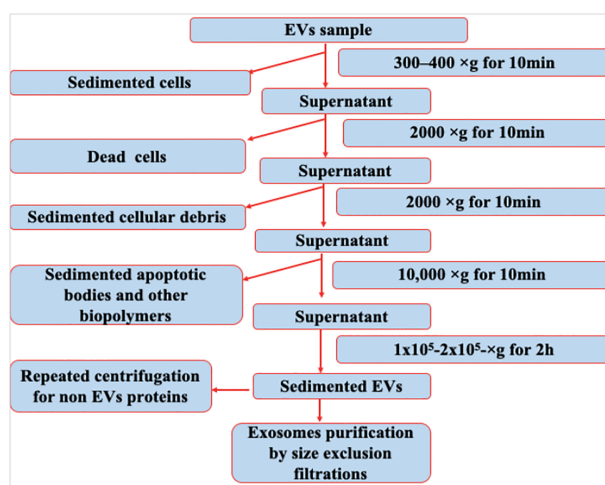 EVs sample
300–400 ×g for 10min
Sedimented cells
Supernatant
2000 ×g for 10min
Dead cells
Supernatant
2000 ×g for 10min
Sedimented cellular debris
Supernatant
Sedimented apoptotic
bodies and other
biopolymers
10,000 ×g for 10min
Supernatant
1x10⁵-2x10⁵-×g for 2h
Repeated centrifugation
for non EVs proteins
Sedimented EVs
Exosomes purification
by size exclusion
filtrations